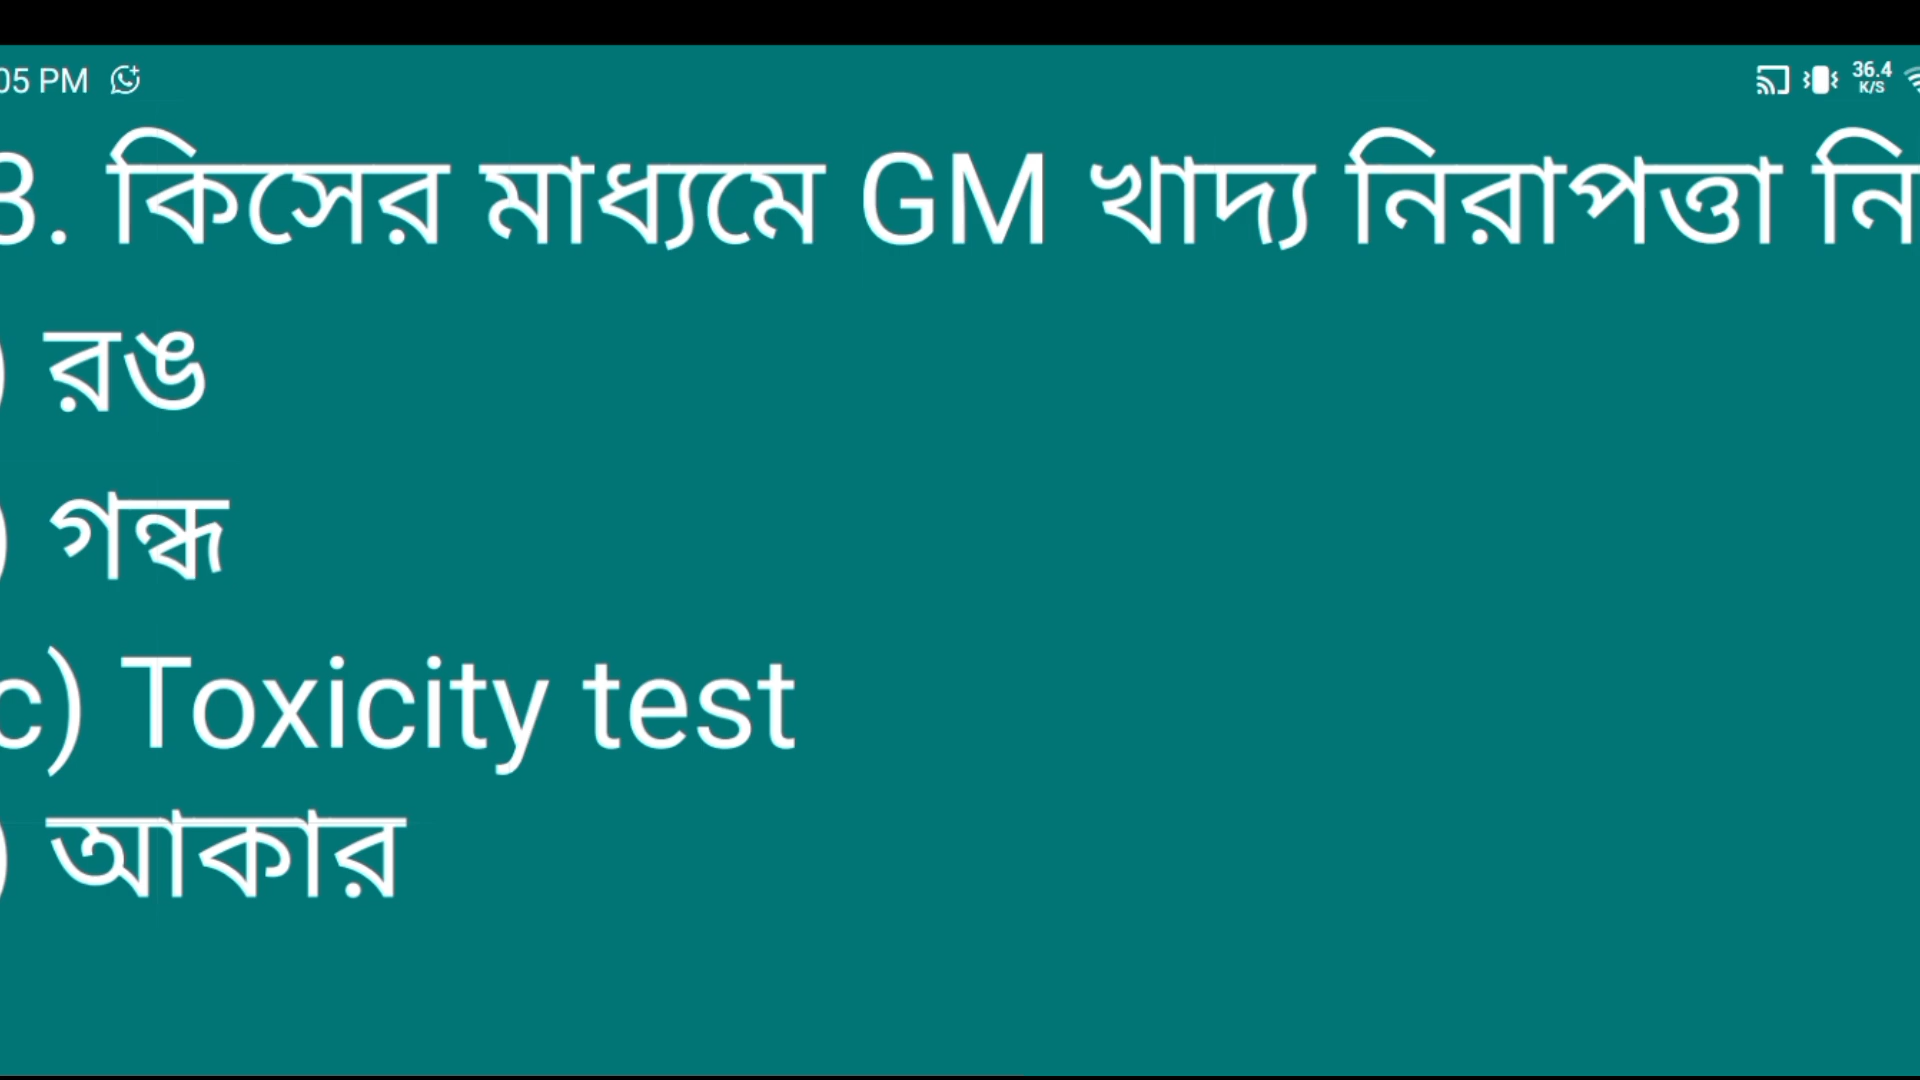 05 PM
36.4
K/S
3. কিসের মাধ্যমে GM খাদ্য নিরাপত্তা নি
) রঙ
) গন্ধ
c) Toxicity test
) আকার